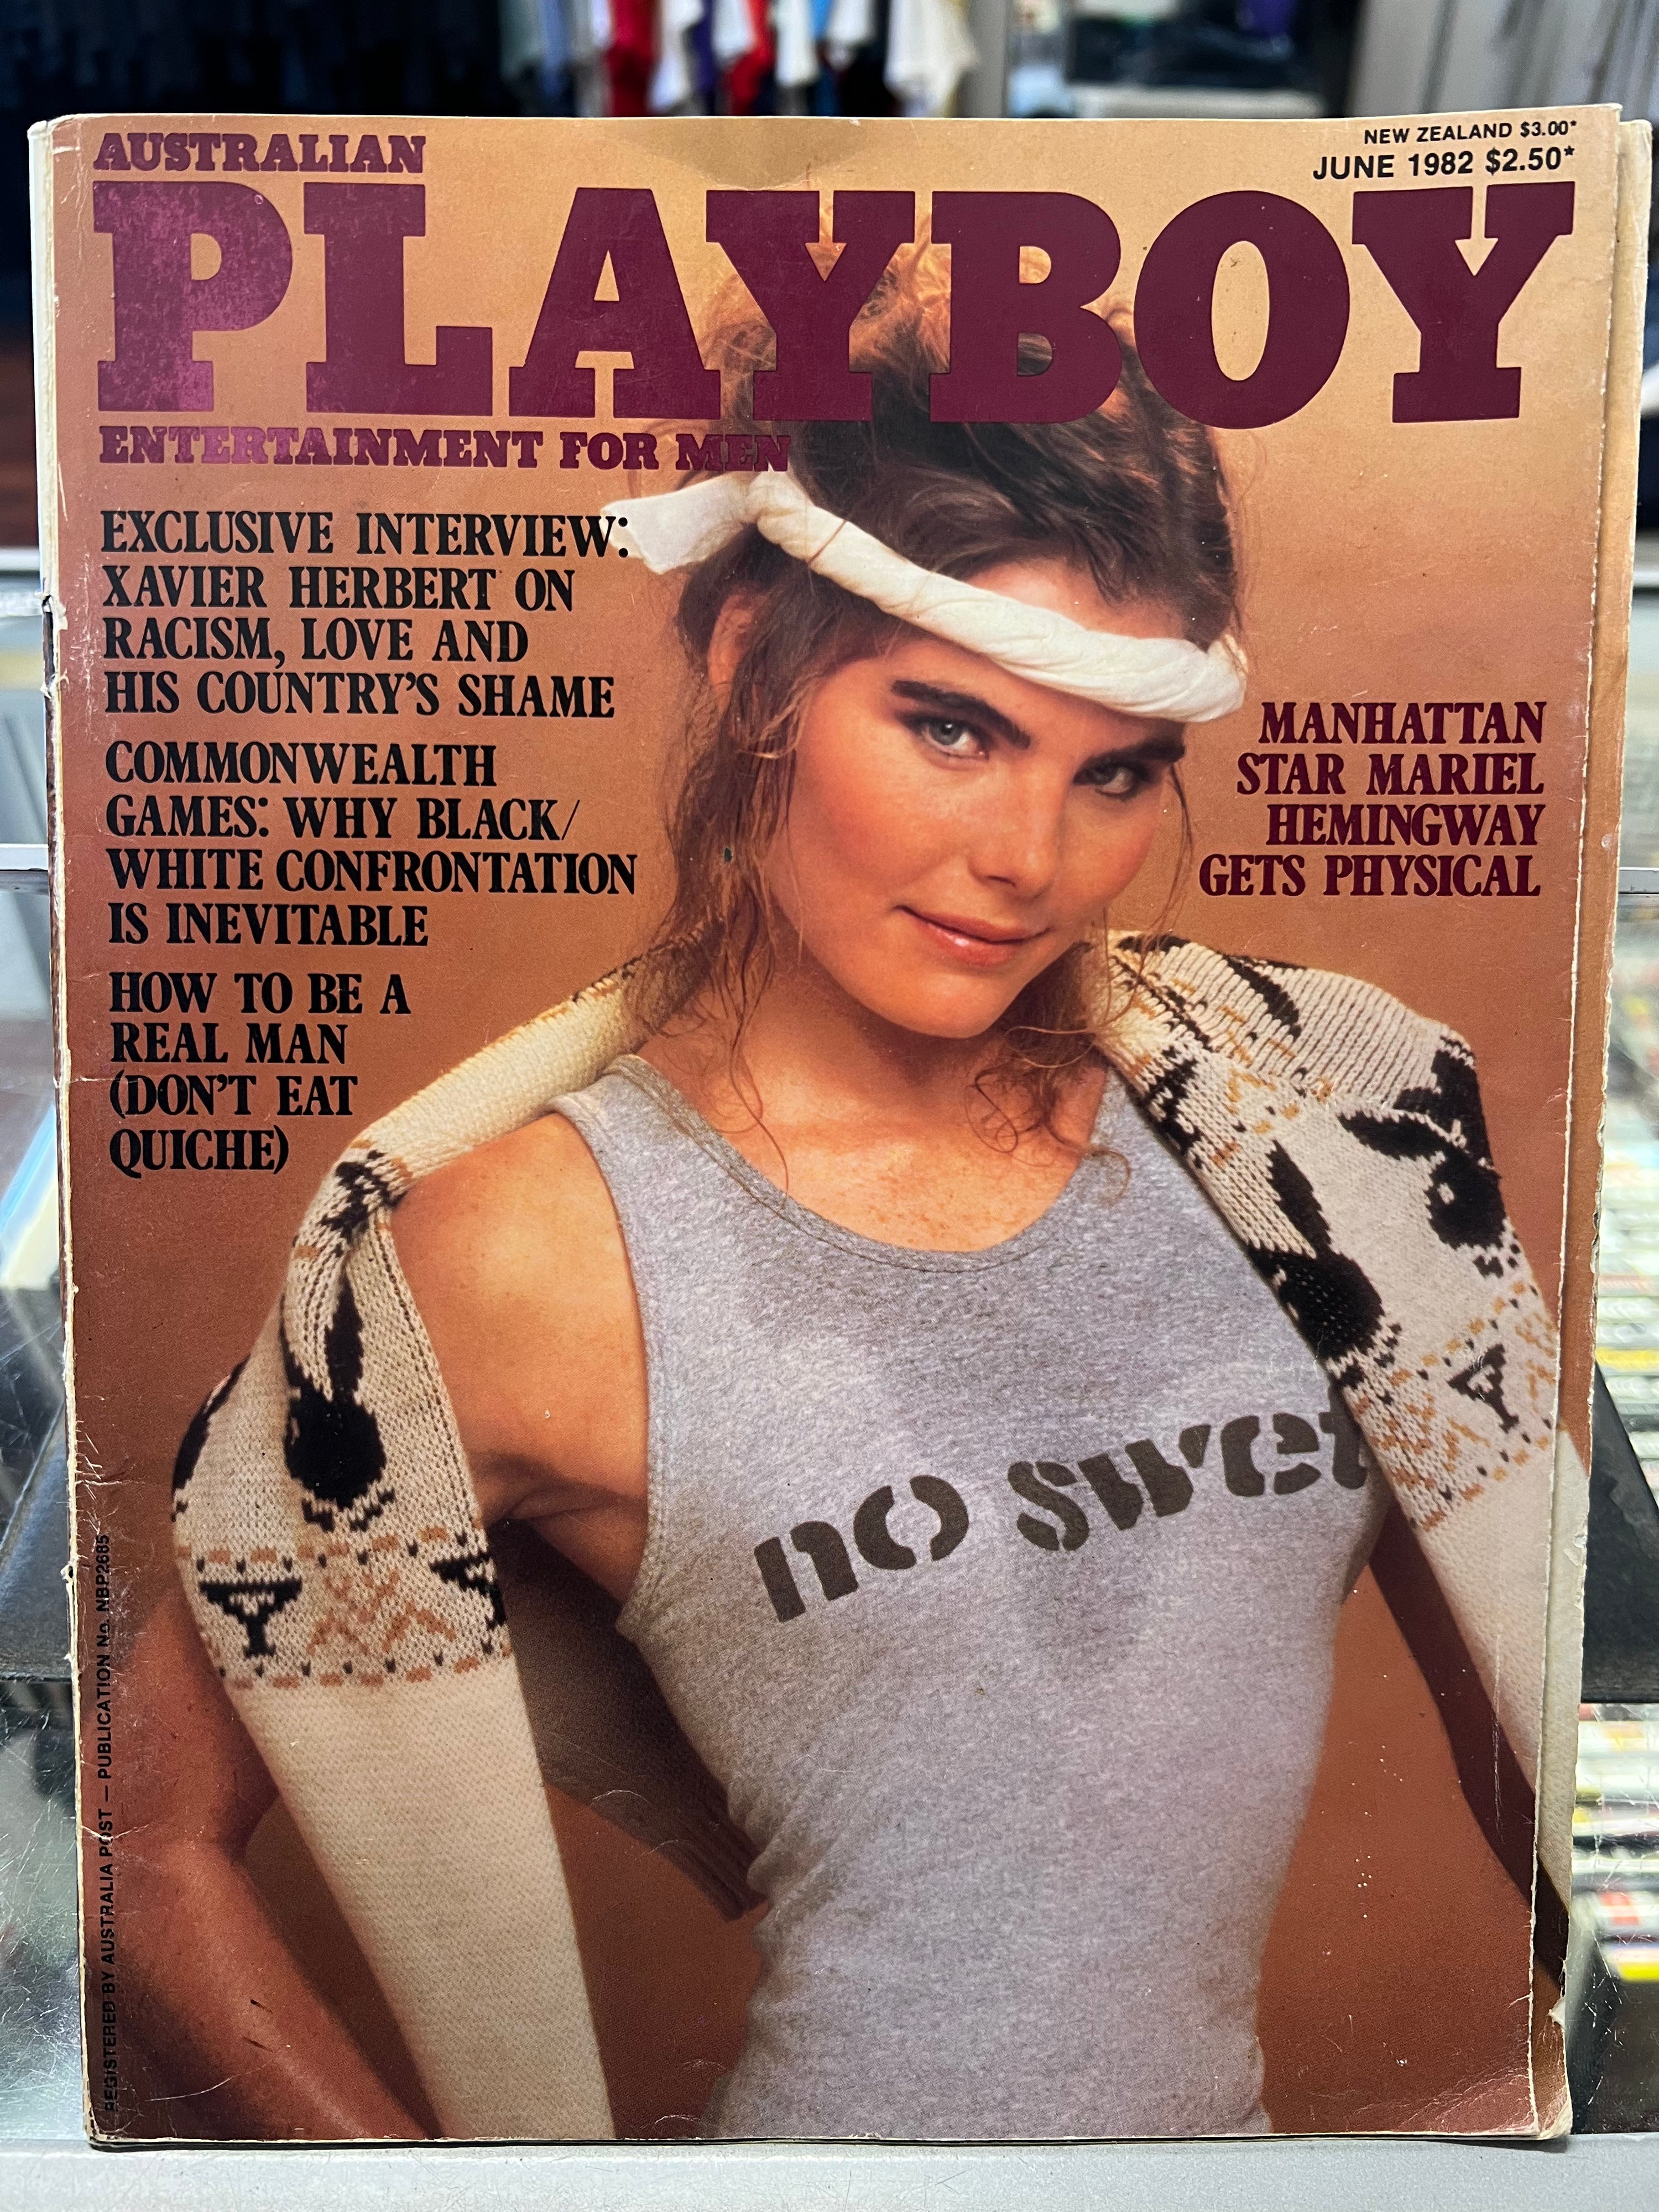 AUSTRALIAN
NEW ZEALAND $3.00*
JUNE 1982 $2.50*
PLAYBOY
ENTERTAINMENT FOR MEN
EXCLUSIVE INTERVIEW:
XAVIER HERBERT ON
RACISM, LOVE AND
HIS COUNTRY'S SHAME
COMMONWEALTH
GAMES: WHY BLACK/
WHITE CONFRONTATION
IS INEVITABLE
HOW TO BE A
REAL MAN
(DON'T EAT
QUICHE)
MANHATTAN
STAR MARIEL
HEMINGWAY
GETS PHYSICAL
no swet
REGISTERED BY AUSTRALIA POST — PUBLICATION No. NBP2685